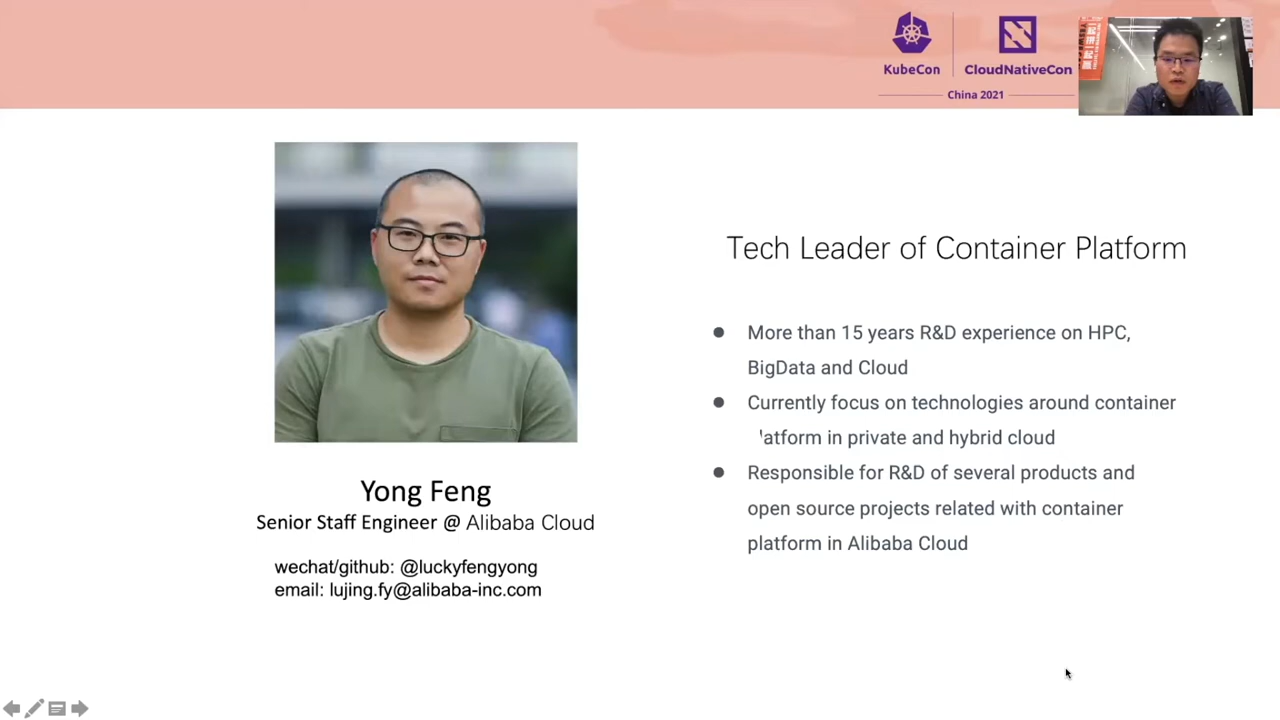 KubeCon
CloudNativeCon
China 2021
Tech Leader of Container Platform
More than 15 years R&D experience on HPC,
BigData and Cloud
Currently focus on technologies around container
atform in private and hybrid cloud
Responsible for R&D of several products and
open source projects related with container
platform in Alibaba Cloud
Yong Feng
Senior Staff Engineer @ Alibaba Cloud
wechat/github: @luckyfengyong
email: lujing.fy@alibaba-inc.com